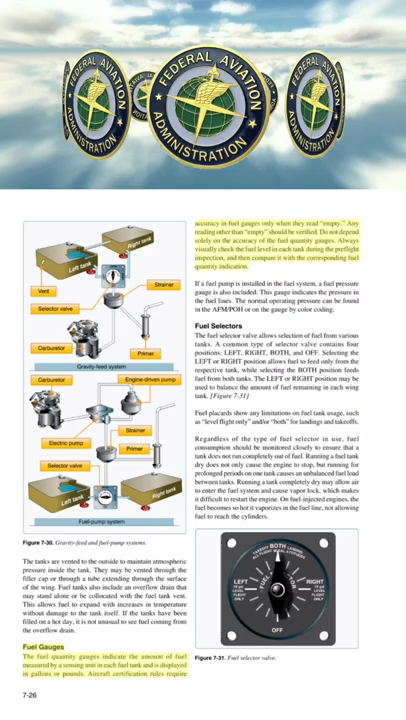 FEDERAL AVIATION
ADMINISTRATION
FEDERAL AVIATION
ADMINISTRATION
FEDERAL AVIATION
ADMINISTRATION
Left tank
Right tank
Vent
Strainer
Selector valve
Carburetor
Primer
Gravity-feed system
Carburetor
Engine-driven pump
Electric pump
Strainer
Primer
Selector valve
Left tank
Right tank
Fuel-pump system
Figure 7-30. Gravity-feed and fuel-pump systems.
The tanks are vented to the outside to maintain atmospheric
pressure inside the tank. They may be vented through the
filler cap or through a tube extending through the surface
of the wing. Fuel tanks also include an overflow drain that
may stand alone or be collocated with the fuel tank vent.
This allows fuel to expand with increases in temperature
without damage to the tank itself. If the tanks have been
filled on a hot day, it is not unusual to see fuel coming from
the overflow drain.
Fuel Gauges
The fuel quantity gauges indicate the amount of fuel
measured by a sensing unit in each fuel tank and is displayed
in gallons or pounds. Aircraft certification rules require
accuracy in fuel gauges only when they read “empty.” Any
reading other than “empty” should be verified. Do not depend
solely on the accuracy of the fuel quantity gauges. Always
visually check the fuel level in each tank during the preflight
inspection, and then compare it with the corresponding fuel
quantity indication.
If a fuel pump is installed in the fuel system, a fuel pressure
gauge is also included. This gauge indicates the pressure in
the fuel lines. The normal operating pressure can be found
in the AFM/POH or on the gauge by color coding.
Fuel Selectors
The fuel selector valve allows selection of fuel from various
tanks. A common type of selector valve contains four
positions: LEFT, RIGHT, BOTH, and OFF. Selecting the
LEFT or RIGHT position allows fuel to feed only from the
respective tank, while selecting the BOTH position feeds
fuel from both tanks. The LEFT or RIGHT position may be
used to balance the amount of fuel remaining in each wing
tank. [Figure 7-31]
Fuel placards show any limitations on fuel tank usage, such
as “level flight only” and/or “both” for landings and takeoffs.
Regardless of the type of fuel selector in use, fuel
consumption should be monitored closely to ensure that a
tank does not run completely out of fuel. Running a fuel tank
dry does not only cause the engine to stop, but running for
prolonged periods on one tank causes an unbalanced fuel load
between tanks. Running a tank completely dry may allow air
to enter the fuel system and cause vapor lock, which makes
it difficult to restart the engine. On fuel-injected engines, the
fuel becomes so hot it vaporizes in the fuel line, not allowing
fuel to reach the cylinders.
TAKEOFF BOTH LANDING
ALL FLIGHT ATTITUDES
LEFT
LEVEL
FLIGHT
ONLY
RIGHT
LEVEL
FLIGHT
ONLY
FUEL
OFF
Figure 7-31. Fuel selector valve.
7-26